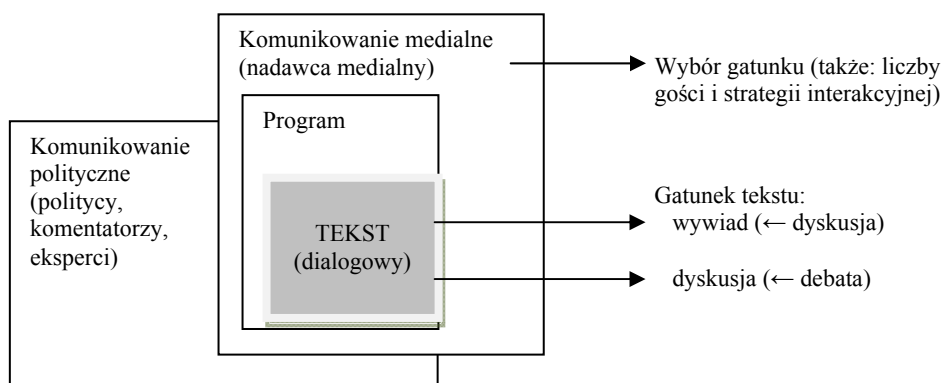 Komunikowanie medialne
(nadawca medialny)
Wybór gatunku (także: liczby
gości i strategii interakcyjnej)
Program
Komunikowanie
polityczne
(politycy,
komentatorzy,
eksperci)
TEKST
(dialogowy)
Gatunek tekstu:
wywiad (← dyskusja)
dyskusja (← debata)